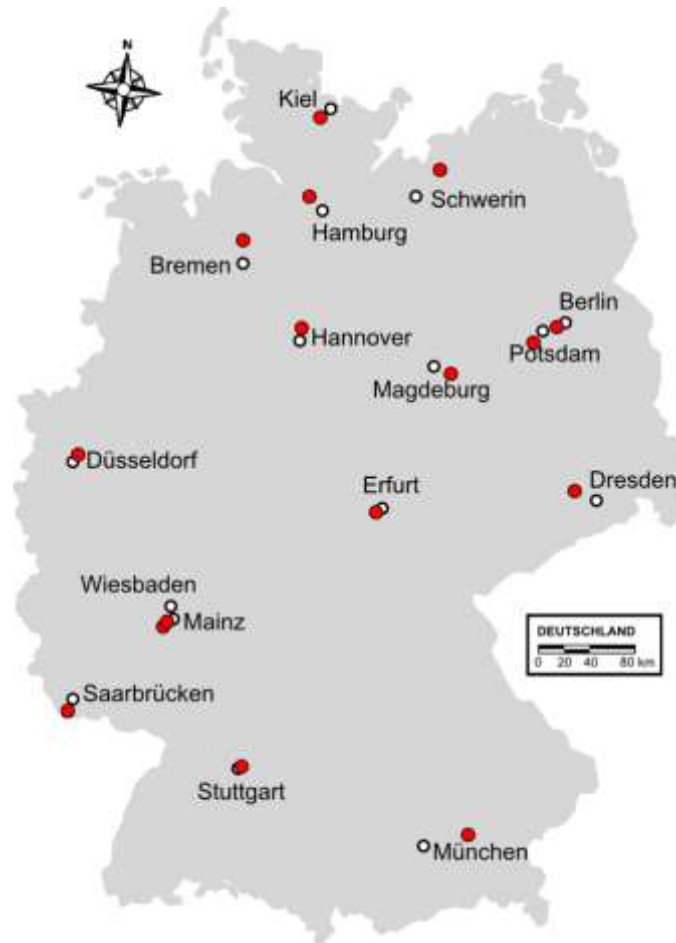 N
Kiel
Schwerin
Hamburg
Bremen
Berlin
Hannover
Potsdam
Magdeburg
Düsseldorf
Erfurt
Dresden
Wiesbaden
Mainz
DEUTSCHLAND
0 20 40 80 km
Saarbrücken
Stuttgart
München